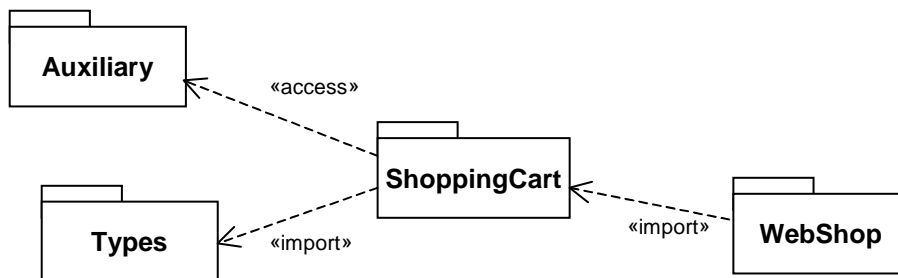 Auxiliary
«access»
ShoppingCart
Types
«import»
«import»
WebShop